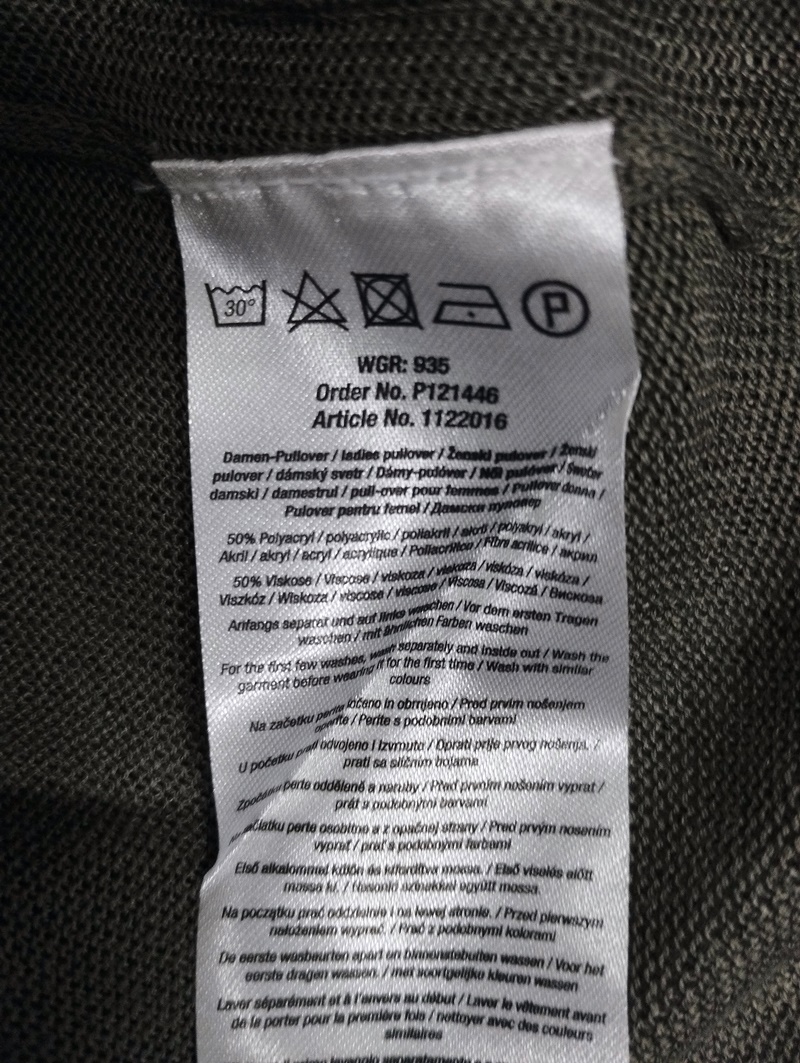 30°
P
WGR: 935
Order No. P121446
Article No. 1122016
Damen-Pullover / ladies pullover / Ženski pulover / ženski
pulover / dámský svetr / Dámy-pulóver / Női pulóver / Sweter
damski / damestrui / pull-over pour femmes / Pullover donna /
Pulover pentru femei / Дамски пуловер
50% Polyacryl / polyacrylic / poliakril / akril / polyakryl / akryl /
Akril / akryl / acryl / acrylique / Poliacrilico / Fibră acrilică / акрил
50% Viskose / Viscose / viskoza / viskoza / viskóza / viskóza /
Viszkóz / Wiskoza / viscose / viscose / Viscosa / Viscoză / Вискоза
Anfangs separat und auf links waschen / Vor dem ersten Tragen
waschen / mit ähnlichen Farben waschen
For the first few washes, wash separately and inside out / Wash the
garment before wearing it for the first time / Wash with similar
colours
Na začetku perite ločeno in obrnjeno / Pred prvim nošenjem
operite / Perite s podobnimi barvami
U početku prati odvojeno i izvrnuto / Oprati prije prvog nošenja. /
prati sa sličnim bojama
perte odděleně a naruby / Před prvním nošením vyprat /
prát s podobnými barvami
perte osobitne a z opačnej strany / Pred prvým nosením
vyprať / prať s podobnými farbami
Első alkalommal külön és kifordítva mossa. / Első viselés előtt
mossa ki. / Hasonló színekkel együtt mossa.
Na początku prać oddzielnie i na lewej stronie. / Przed pierwszym
nałożeniem wyprać. / Prać z podobnymi kolorami
De eerste wasbeurten apart en binnenstebuiten wassen / Voor het
eerste dragen wassen / met soortgelijke kleuren wassen
Laver séparément et à l'envers au début / Laver le vêtement avant
de la porter pour la première fois / nettoyer avec des couleurs
similaires